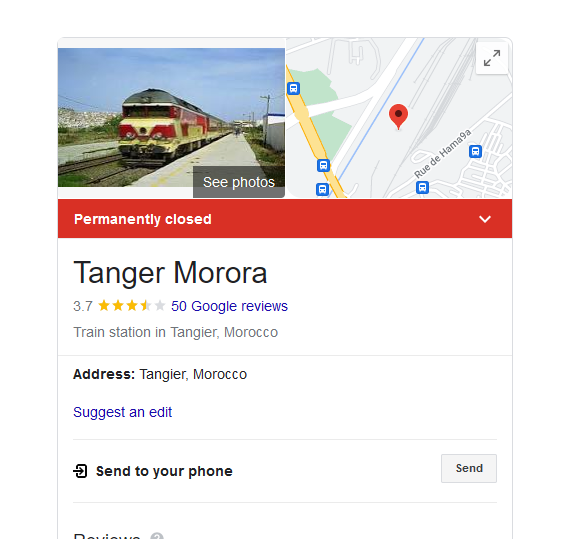 See photos
Rue de Hama9a
Permanently closed
Tanger Morora
3.7 50 Google reviews
Train station in Tangier, Morocco
Address: Tangier, Morocco
Suggest an edit
Send to your phone Send
Reviews ?